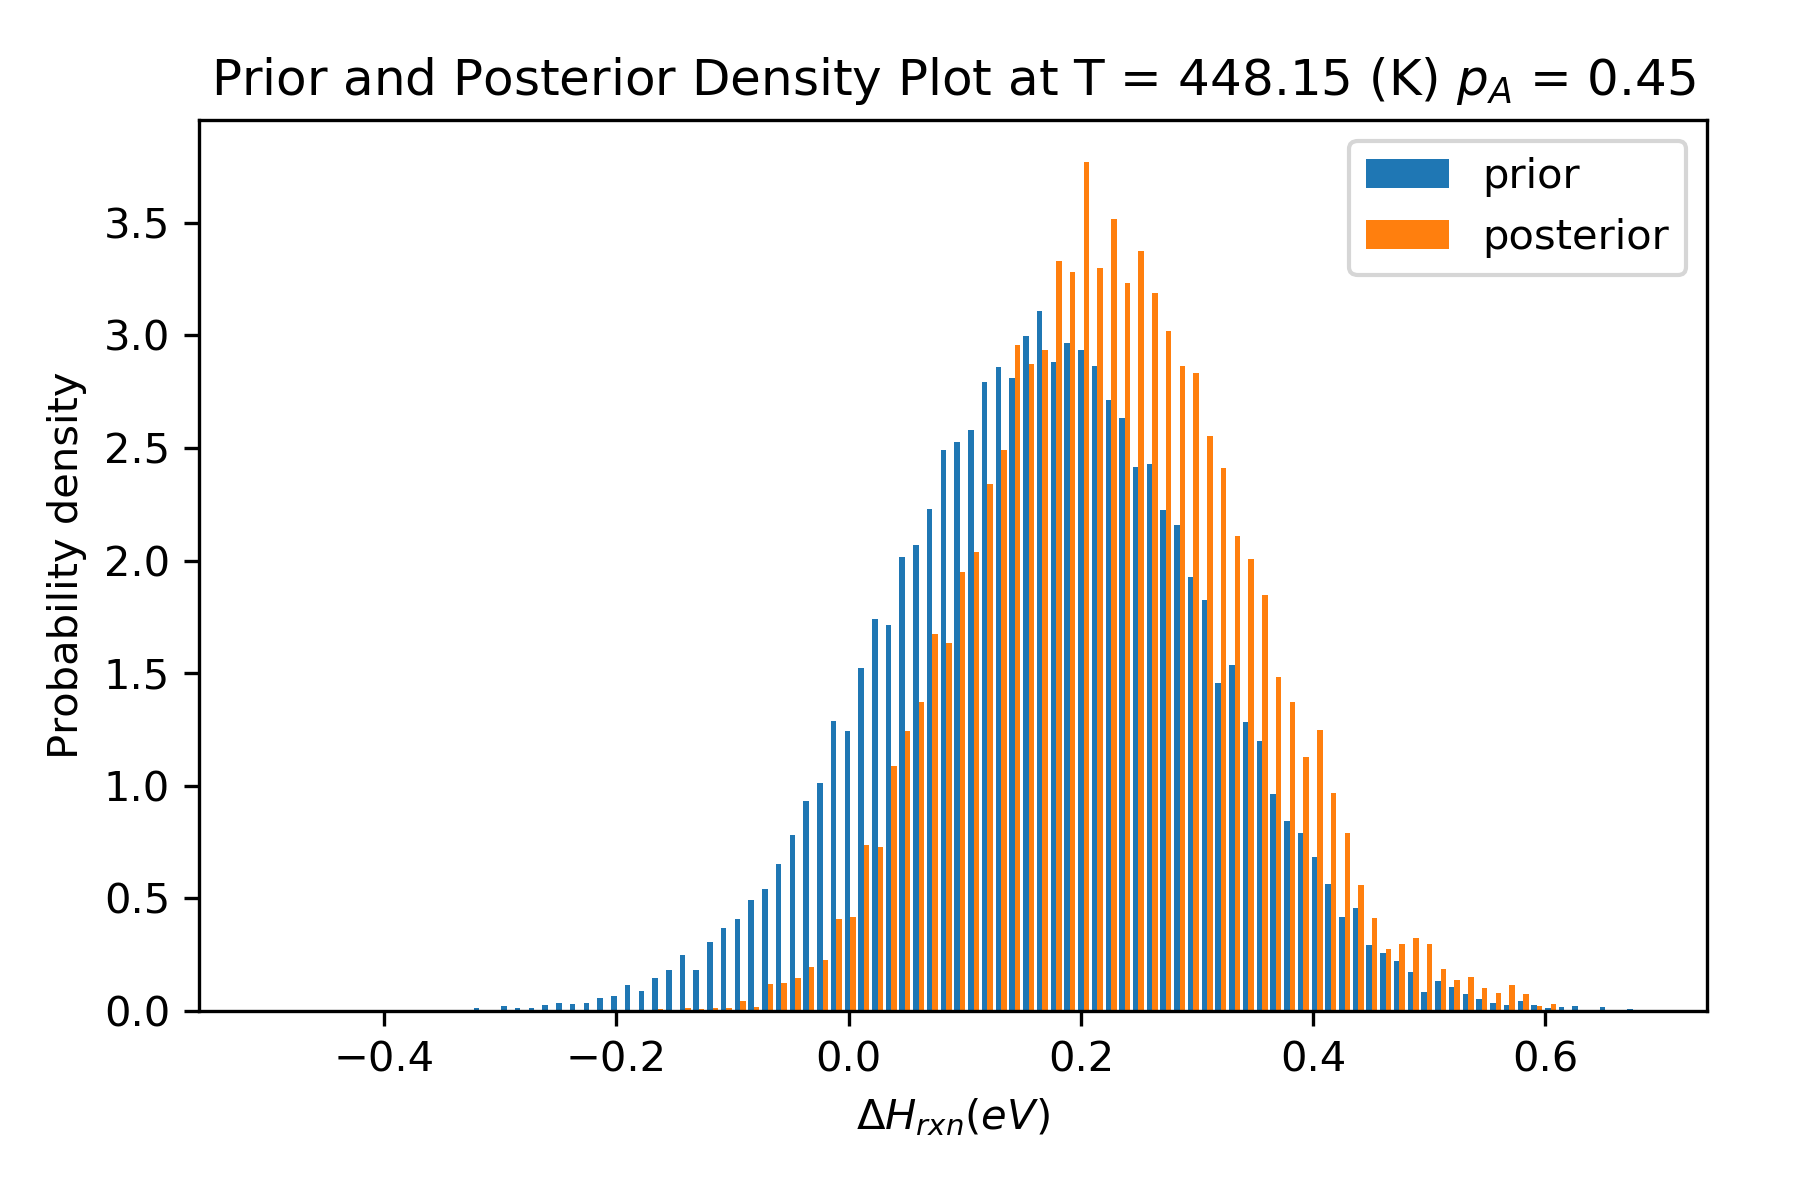 Prior and Posterior Density Plot at T = 448.15 (K) p_A = 0.45
prior
posterior
Probability density
3.5
3.0
2.5
2.0
1.5
1.0
0.5
0.0
−0.4 −0.2 0.0 0.2 0.4 0.6
ΔH_rxn(eV)